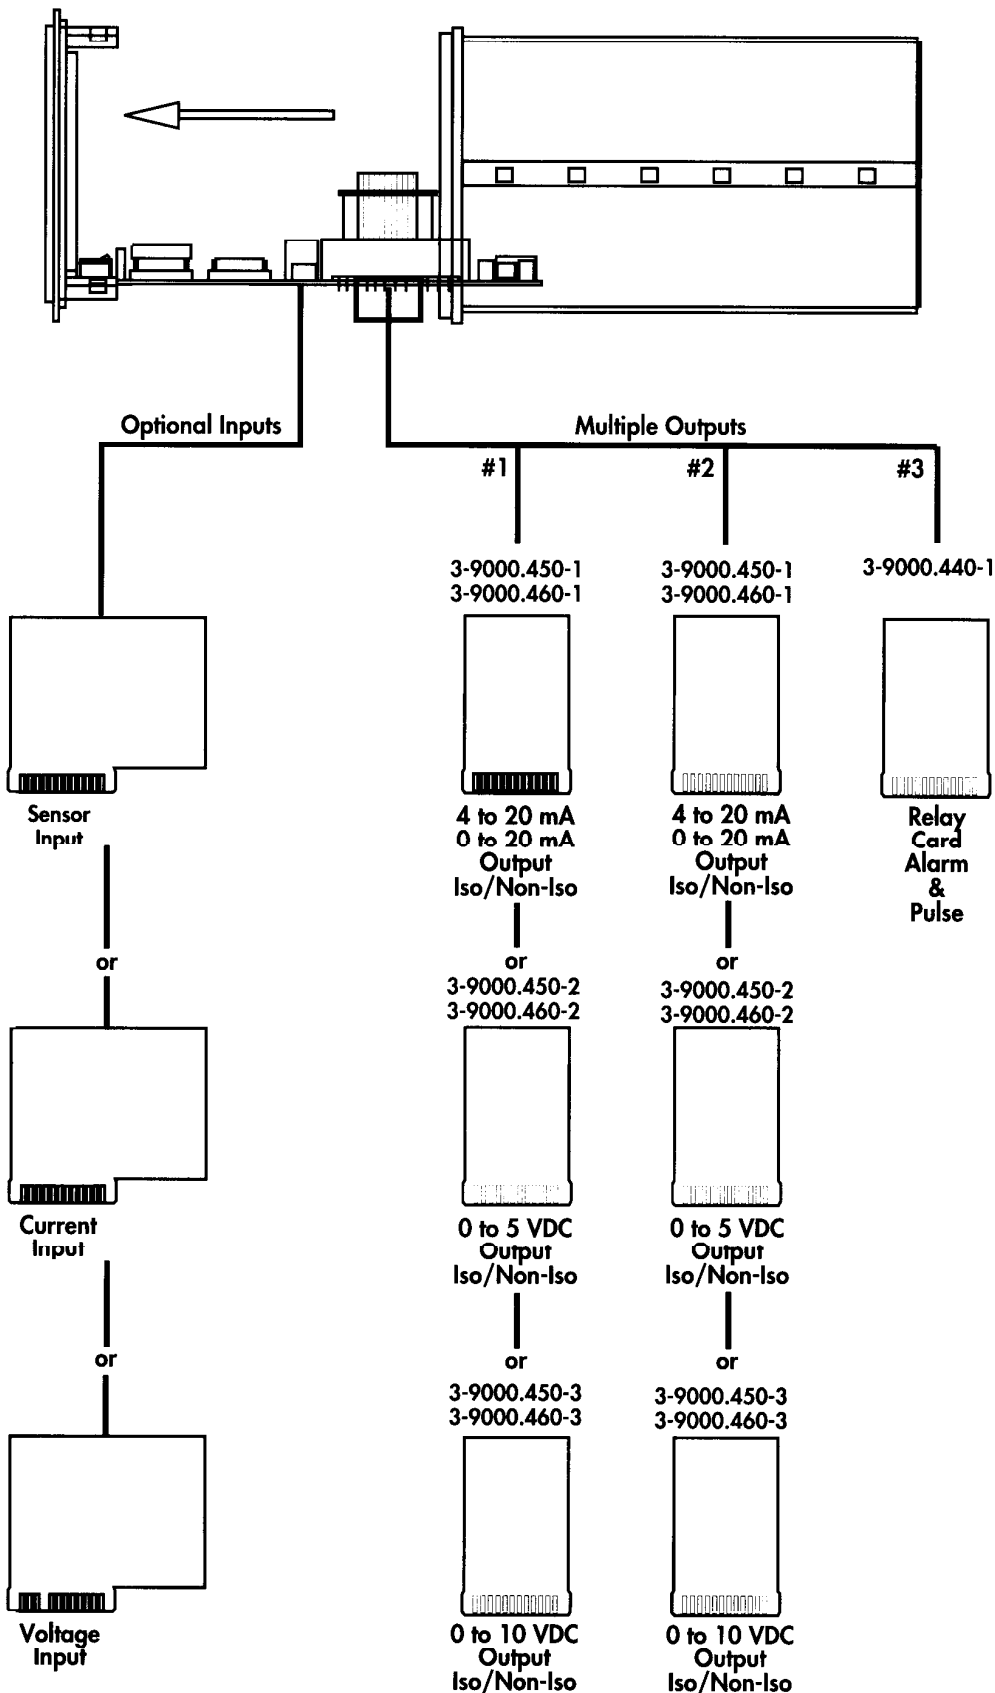 Optional Inputs
Multiple Outputs
#1
#2
#3
3-9000.450-1
3-9000.460-1
3-9000.450-1
3-9000.460-1
3-9000.440-1
Sensor
Input
4 to 20 mA
0 to 20 mA
Output
Iso/Non-Iso
4 to 20 mA
0 to 20 mA
Output
Iso/Non-Iso
Relay
Card
Alarm
&
Pulse
or
or
or
3-9000.450-2
3-9000.460-2
3-9000.450-2
3-9000.460-2
Current
Input
0 to 5 VDC
Output
Iso/Non-Iso
0 to 5 VDC
Output
Iso/Non-Iso
or
or
or
3-9000.450-3
3-9000.460-3
3-9000.450-3
3-9000.460-3
Voltage
Input
0 to 10 VDC
Output
Iso/Non-Iso
0 to 10 VDC
Output
Iso/Non-Iso